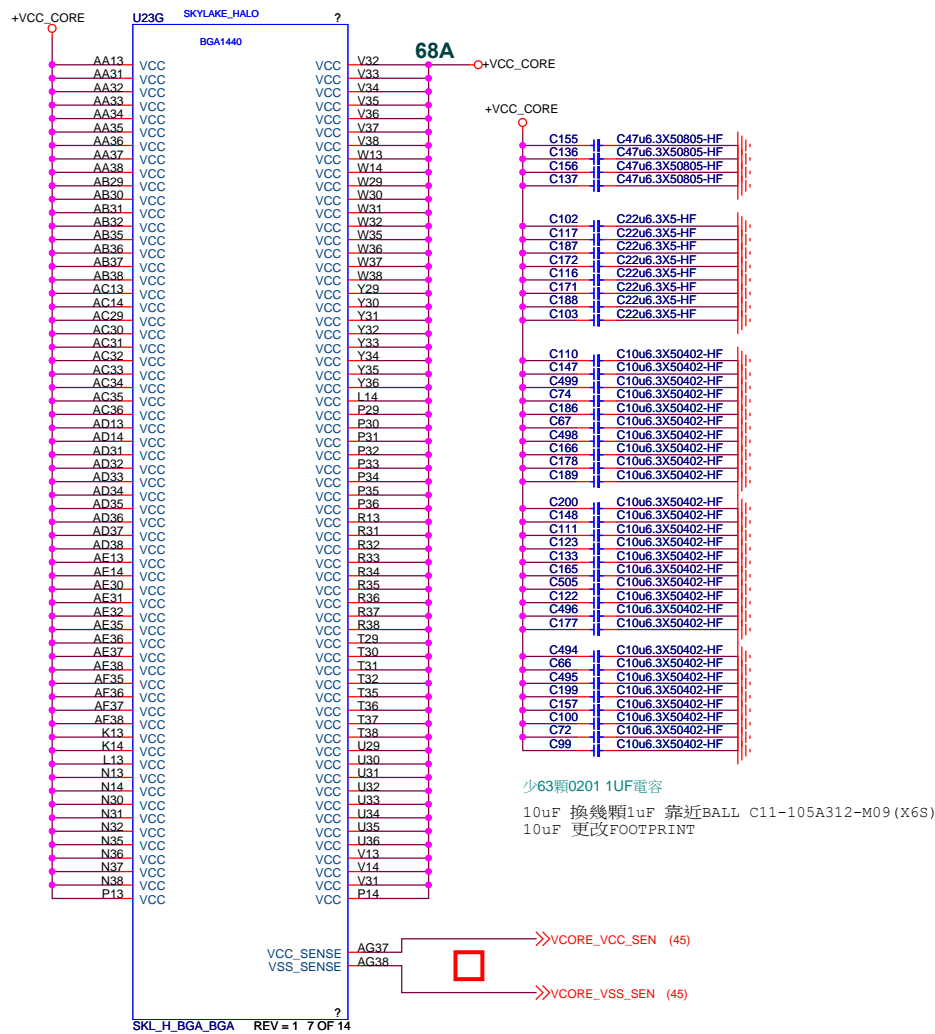 +VCC_CORE
U23G
SKYLAKE_HALO
?
BGA1440
68A
+VCC_CORE
AA13 VCC VCC V32
AA31 VCC VCC V33
AA32 VCC VCC V34
AA33 VCC VCC V35
AA34 VCC VCC V36
AA35 VCC VCC V37
AA36 VCC VCC V38
AA37 VCC VCC W13
AA38 VCC VCC W14
AB29 VCC VCC W29
AB30 VCC VCC W30
AB31 VCC VCC W31
AB32 VCC VCC W32
AB35 VCC VCC W35
AB36 VCC VCC W36
AB37 VCC VCC W37
AB38 VCC VCC W38
AC13 VCC VCC Y29
AC14 VCC VCC Y30
AC29 VCC VCC Y31
AC30 VCC VCC Y32
AC31 VCC VCC Y33
AC32 VCC VCC Y34
AC33 VCC VCC Y35
AC34 VCC VCC Y36
AC35 VCC VCC L14
AC36 VCC VCC P29
AD13 VCC VCC P30
AD14 VCC VCC P31
AD31 VCC VCC P32
AD32 VCC VCC P33
AD33 VCC VCC P34
AD34 VCC VCC P35
AD35 VCC VCC P36
AD36 VCC VCC R13
AD37 VCC VCC R31
AD38 VCC VCC R32
AE13 VCC VCC R33
AE14 VCC VCC R34
AE30 VCC VCC R35
AE31 VCC VCC R36
AE32 VCC VCC R37
AE35 VCC VCC R38
AE36 VCC VCC T29
AE37 VCC VCC T30
AE38 VCC VCC T31
AF35 VCC VCC T32
AF36 VCC VCC T35
AF37 VCC VCC T36
AF38 VCC VCC T37
K13 VCC VCC T38
K14 VCC VCC U29
L13 VCC VCC U30
N13 VCC VCC U31
N14 VCC VCC U32
N30 VCC VCC U33
N31 VCC VCC U34
N32 VCC VCC U35
N35 VCC VCC U36
N36 VCC VCC V13
N37 VCC VCC V14
N38 VCC VCC V31
P13 VCC VCC P14
VCC_SENSE AG37
VSS_SENSE AG38
VCORE_VCC_SEN (45)
VCORE_VSS_SEN (45)
?
SKL_H_BGA_BGA REV = 1 7 OF 14
+VCC_CORE
C155 C47u6.3X50805-HF
C136 C47u6.3X50805-HF
C156 C47u6.3X50805-HF
C137 C47u6.3X50805-HF
C102 C22u6.3X5-HF
C117 C22u6.3X5-HF
C187 C22u6.3X5-HF
C172 C22u6.3X5-HF
C116 C22u6.3X5-HF
C171 C22u6.3X5-HF
C188 C22u6.3X5-HF
C103 C22u6.3X5-HF
C110 C10u6.3X50402-HF
C147 C10u6.3X50402-HF
C499 C10u6.3X50402-HF
C74 C10u6.3X50402-HF
C186 C10u6.3X50402-HF
C67 C10u6.3X50402-HF
C498 C10u6.3X50402-HF
C166 C10u6.3X50402-HF
C178 C10u6.3X50402-HF
C189 C10u6.3X50402-HF
C200 C10u6.3X50402-HF
C148 C10u6.3X50402-HF
C111 C10u6.3X50402-HF
C123 C10u6.3X50402-HF
C133 C10u6.3X50402-HF
C165 C10u6.3X50402-HF
C505 C10u6.3X50402-HF
C122 C10u6.3X50402-HF
C496 C10u6.3X50402-HF
C177 C10u6.3X50402-HF
C494 C10u6.3X50402-HF
C66 C10u6.3X50402-HF
C495 C10u6.3X50402-HF
C199 C10u6.3X50402-HF
C157 C10u6.3X50402-HF
C100 C10u6.3X50402-HF
C72 C10u6.3X50402-HF
C99 C10u6.3X50402-HF
少63顆0201 1UF電容
10uF 換幾顆1uF 靠近BALL C11-105A312-M09(X6S)
10uF 更改FOOTPRINT